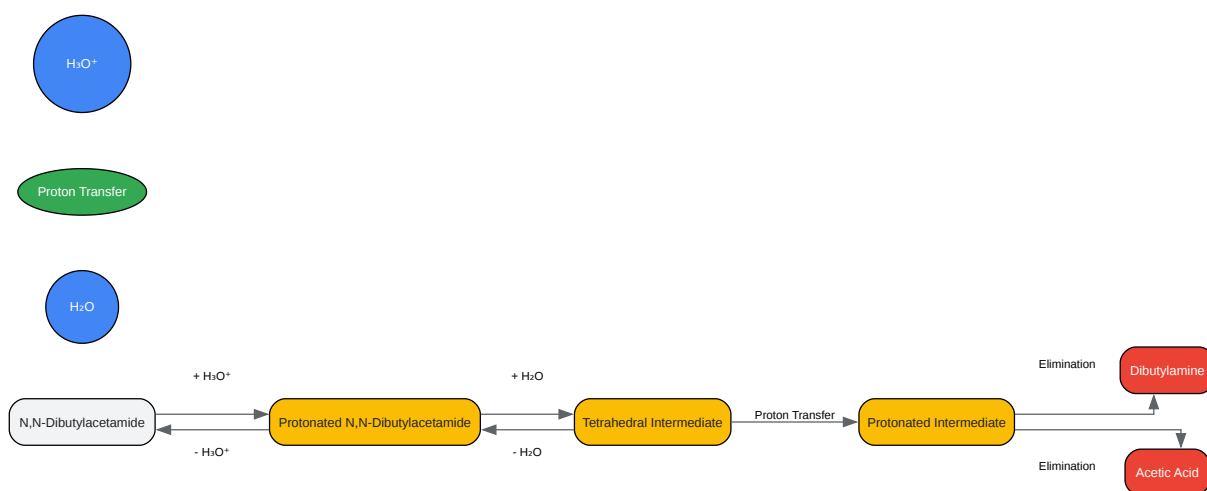 H₃O⁺
Proton Transfer
H₂O
+ H₃O⁺
+ H₂O
Elimination
Dibutylamine
N,N-Dibutylacetamide
Protonated N,N-Dibutylacetamide
Tetrahedral Intermediate
Proton Transfer
Protonated Intermediate
- H₃O⁺
- H₂O
Elimination
Acetic Acid